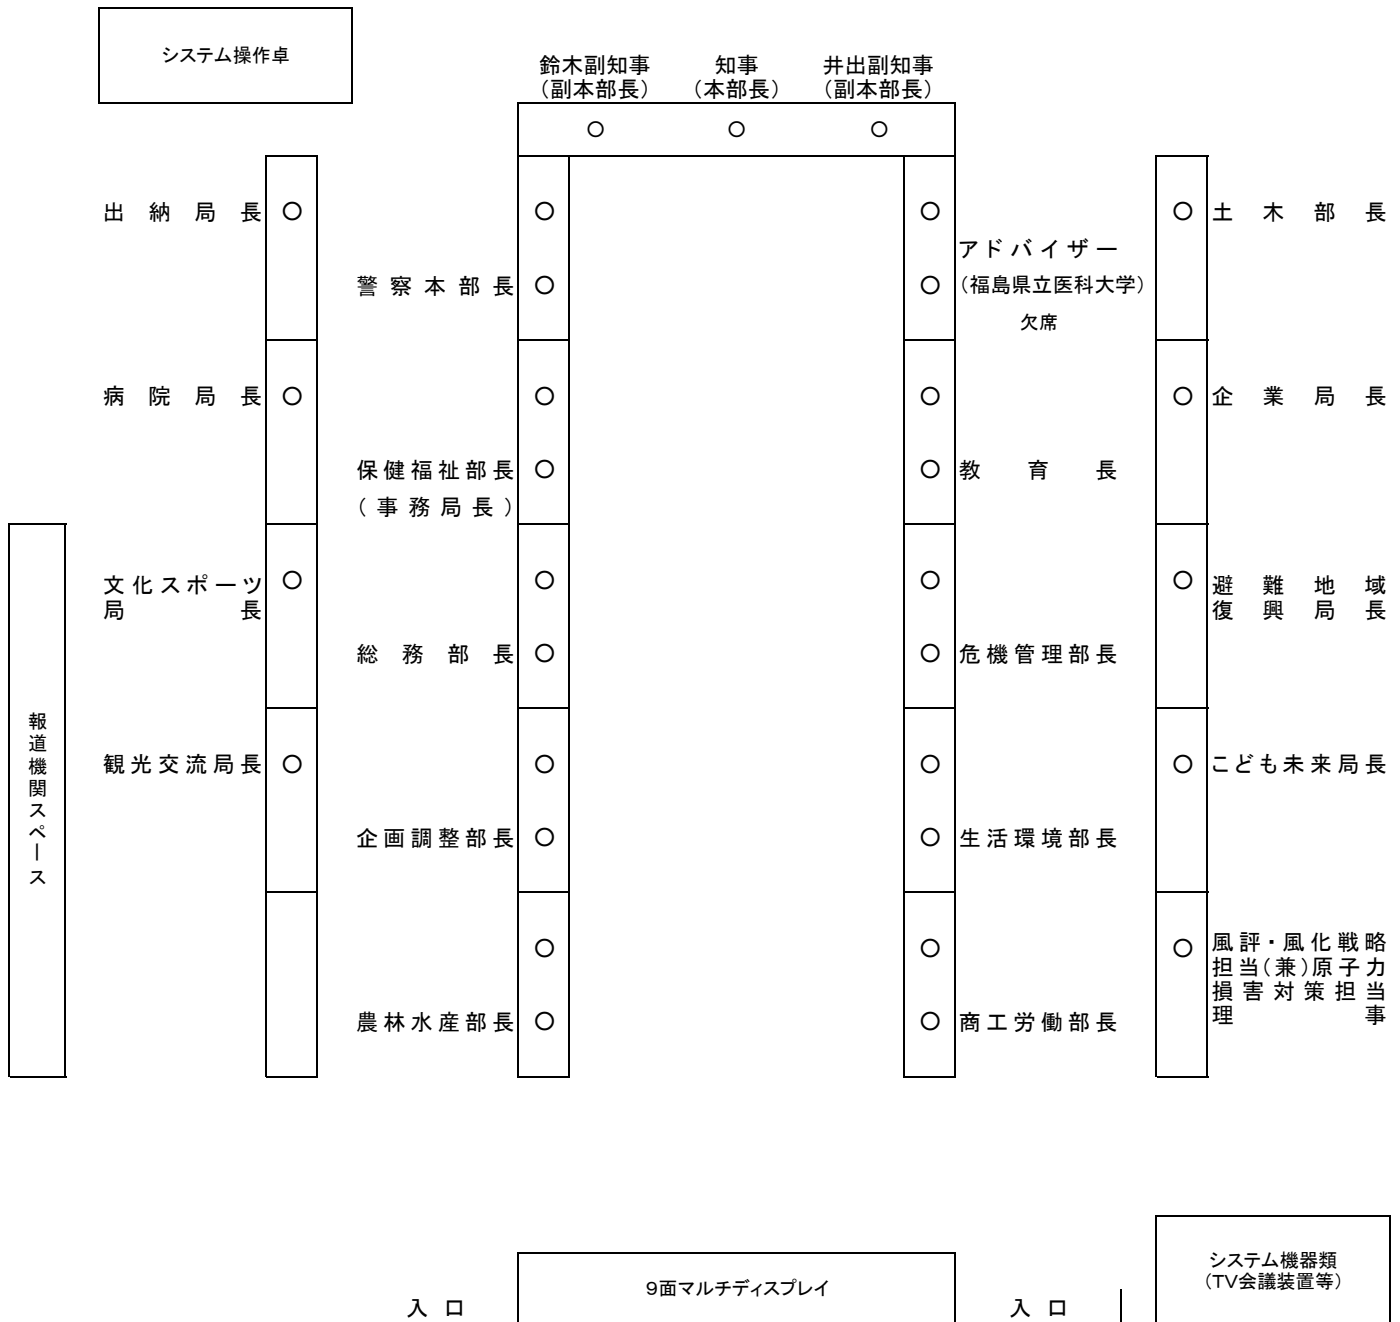 システム操作卓
鈴木副知事
（副本部長）
知事
（本部長）
井出副知事
（副本部長）
○ ○ ○
出納局長 ○
○
○
○ 土木部長
警察本部長 ○
○ アドバイザー
（福島県立医科大学）
欠席
病院局長 ○
○
○
○ 企業局長
保健福祉部長 ○
（事務局長）
○ 教育長
文化スポーツ ○
局長
○
○
○ 避難地域
復興局長
総務部長 ○
○ 危機管理部長
報道機関スペース
観光交流局長 ○
○
○
○ こども未来局長
企画調整部長 ○
○ 生活環境部長
○
○
○ 風評・風化戦略
担当（兼）原子力
損害対策担当
理事
農林水産部長 ○
○ 商工労働部長
入口
9面マルチディスプレイ
入口
システム機器類
（TV会議装置等）